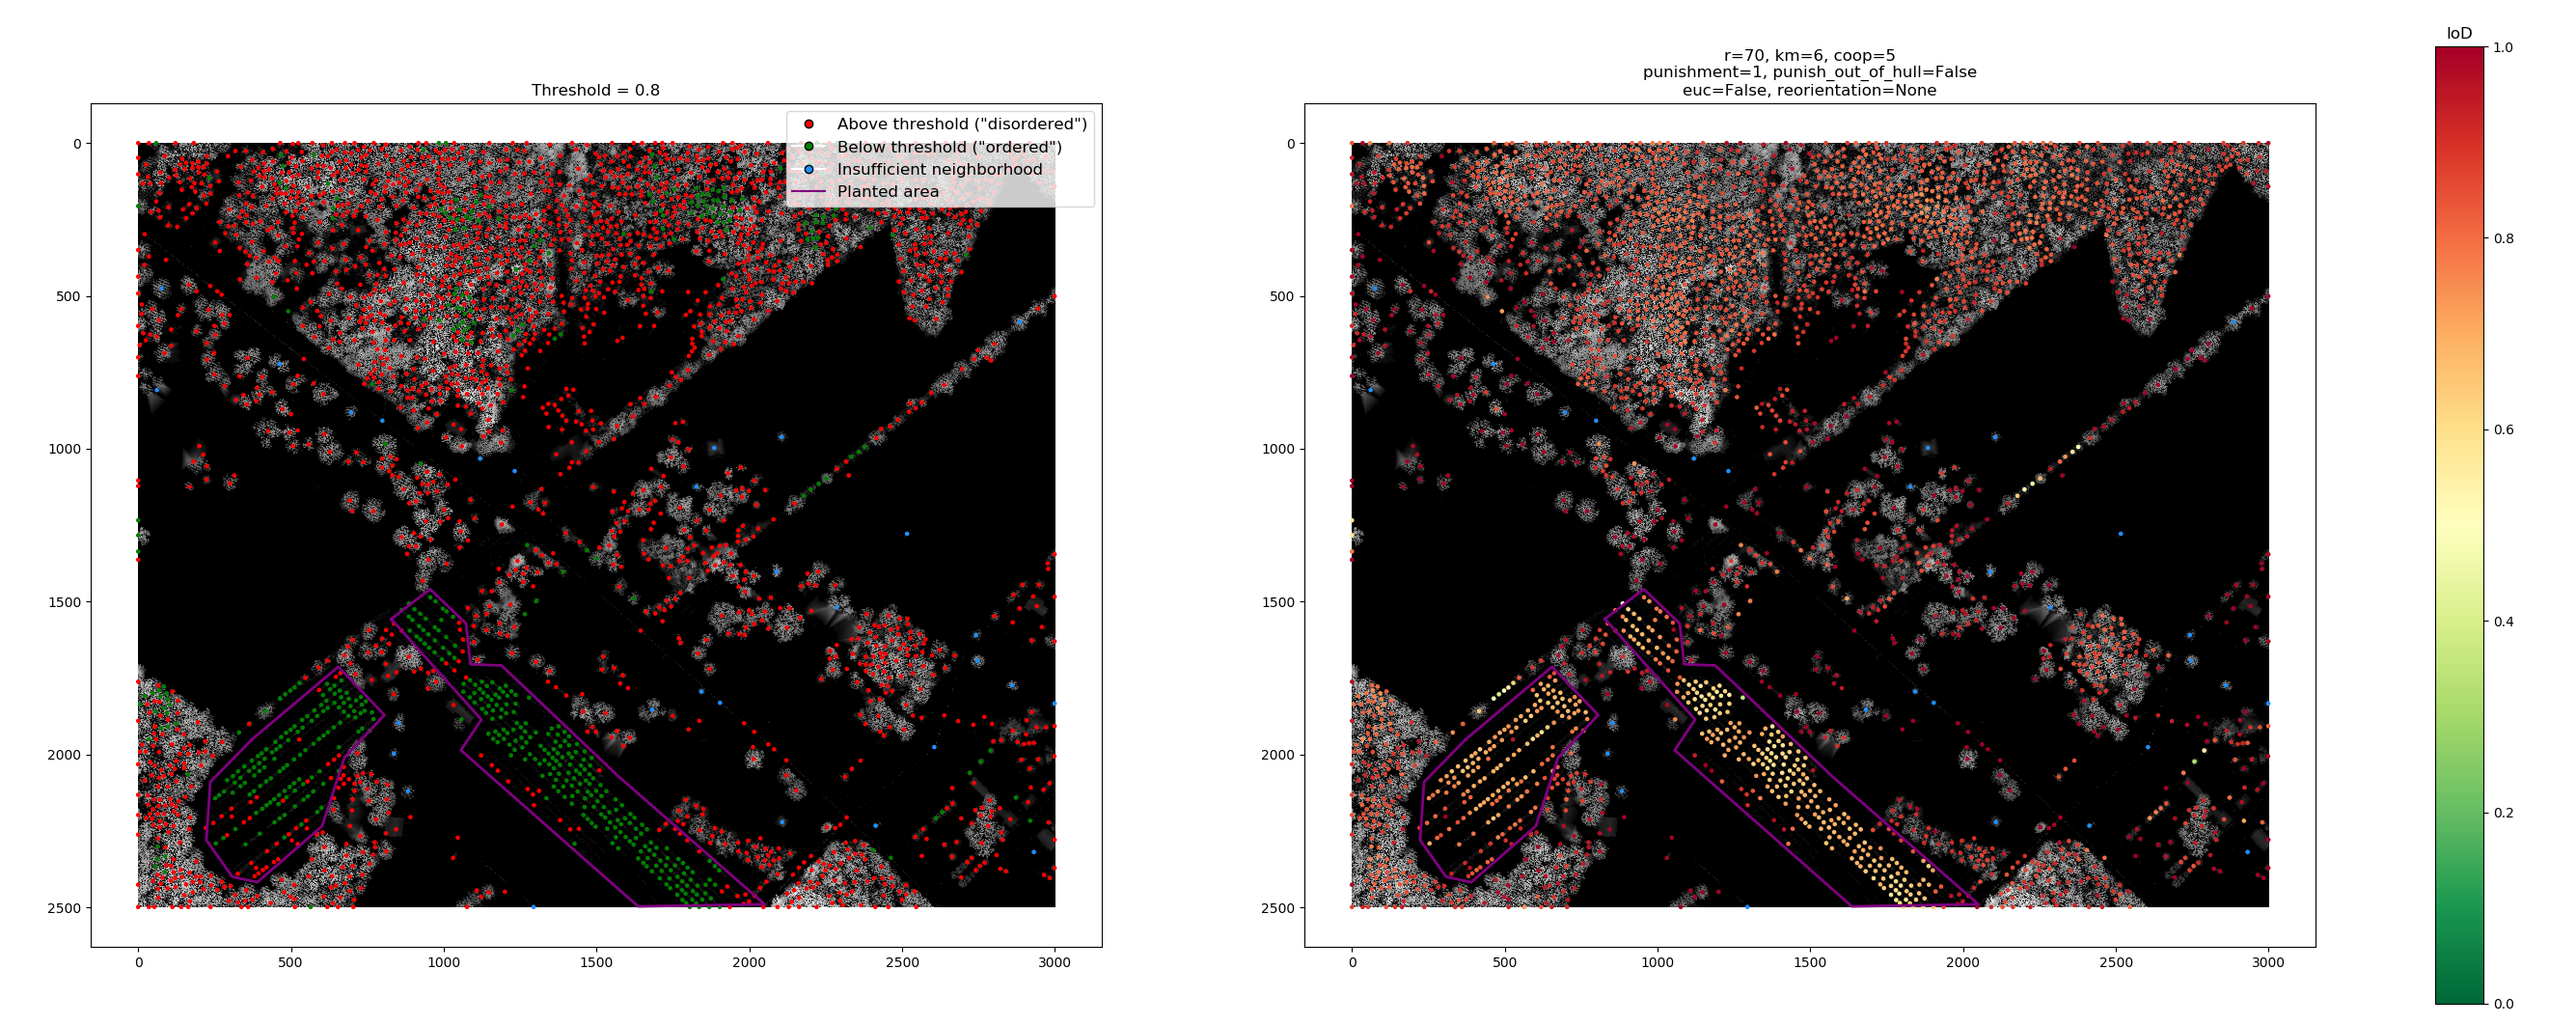 Threshold = 0.8
Above threshold ("disordered")
Below threshold ("ordered")
Insufficient neighborhood
Planted area
0
500
1000
1500
2000
2500
0 500 1000 1500 2000 2500 3000
r=70, km=6, coop=5
punishment=1, punish_out_of_hull=False
euc=False, reorientation=None
0
500
1000
1500
2000
2500
0 500 1000 1500 2000 2500 3000
IoD
1.0
0.8
0.6
0.4
0.2
0.0